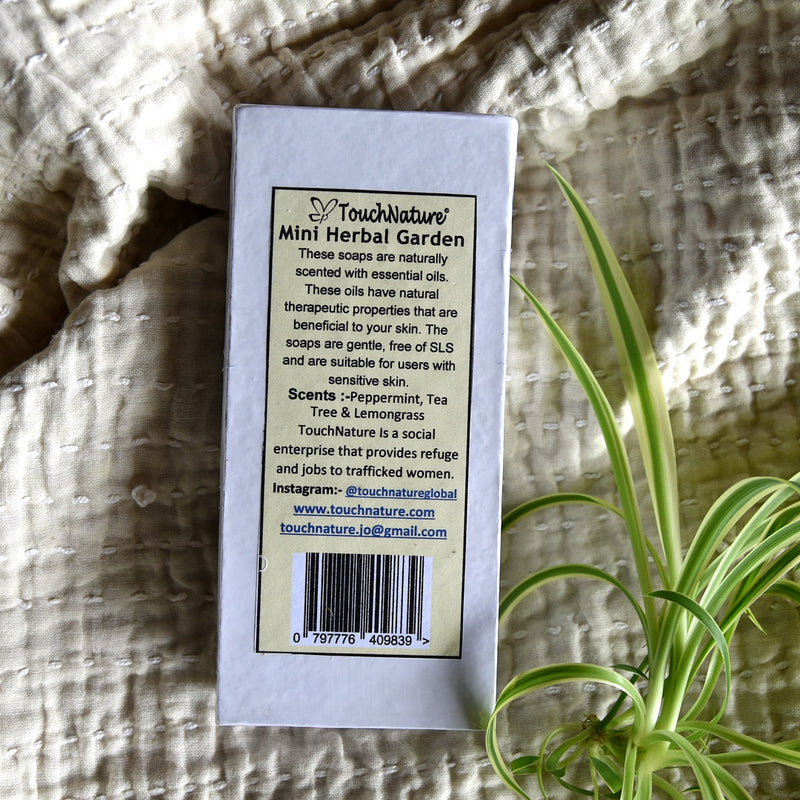 TouchNature®
Mini Herbal Garden
These soaps are naturally
scented with essential oils.
These oils have natural
therapeutic properties that are
beneficial to your skin. The
soaps are gentle, free of SLS
and are suitable for users with
sensitive skin.
Scents :-Peppermint, Tea
Tree & Lemongrass
TouchNature Is a social
enterprise that provides refuge
and jobs to trafficked women.
Instagram:- @touchnatureglobal
www.touchnature.com
touchnature.jo@gmail.com
0 797776 409839 >